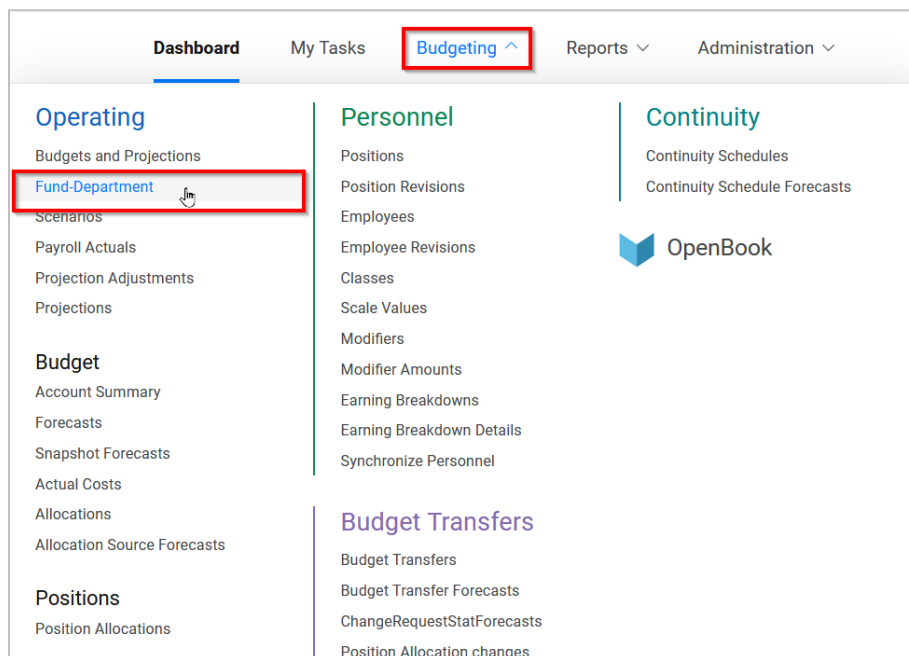 Dashboard My Tasks Budgeting Reports Administration
Operating
Budgets and Projections
Fund-Department
Scenarios
Payroll Actuals
Projection Adjustments
Projections
Budget
Account Summary
Forecasts
Snapshot Forecasts
Actual Costs
Allocations
Allocation Source Forecasts
Positions
Position Allocations
Personnel
Positions
Position Revisions
Employees
Employee Revisions
Classes
Scale Values
Modifiers
Modifier Amounts
Earning Breakdowns
Earning Breakdown Details
Synchronize Personnel
Budget Transfers
Budget Transfers
Budget Transfer Forecasts
ChangeRequestStatForecasts
Position Allocation changes
Continuity
Continuity Schedules
Continuity Schedule Forecasts
OpenBook